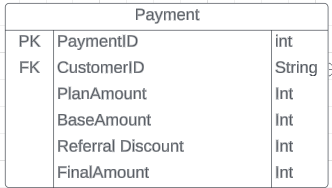 Payment
PK PaymentID int
FK CustomerID String
PlanAmount Int
BaseAmount Int
Referral Discount Int
FinalAmount Int